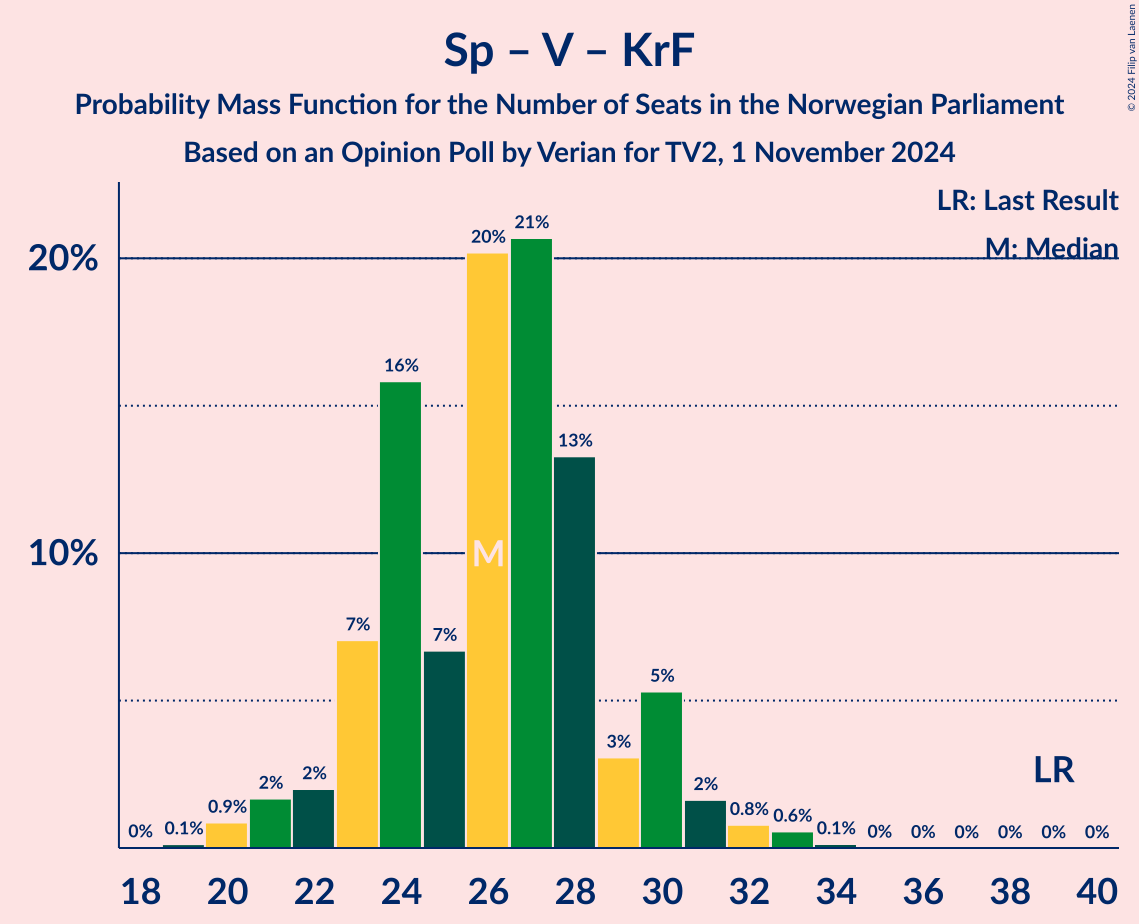 Sp – V – KrF
Probability Mass Function for the Number of Seats in the Norwegian Parliament
Based on an Opinion Poll by Verian for TV2, 1 November 2024
© 2024 Filip van Laenen
LR: Last Result
M: Median
20%
10%
0% 0.1% 0.9% 2% 2% 7% 16% 7% 20% 21% 13% 3% 5% 2% 0.8% 0.6% 0.1% 0% 0% 0% 0% 0% 0%
M
LR
18 20 22 24 26 28 30 32 34 36 38 40